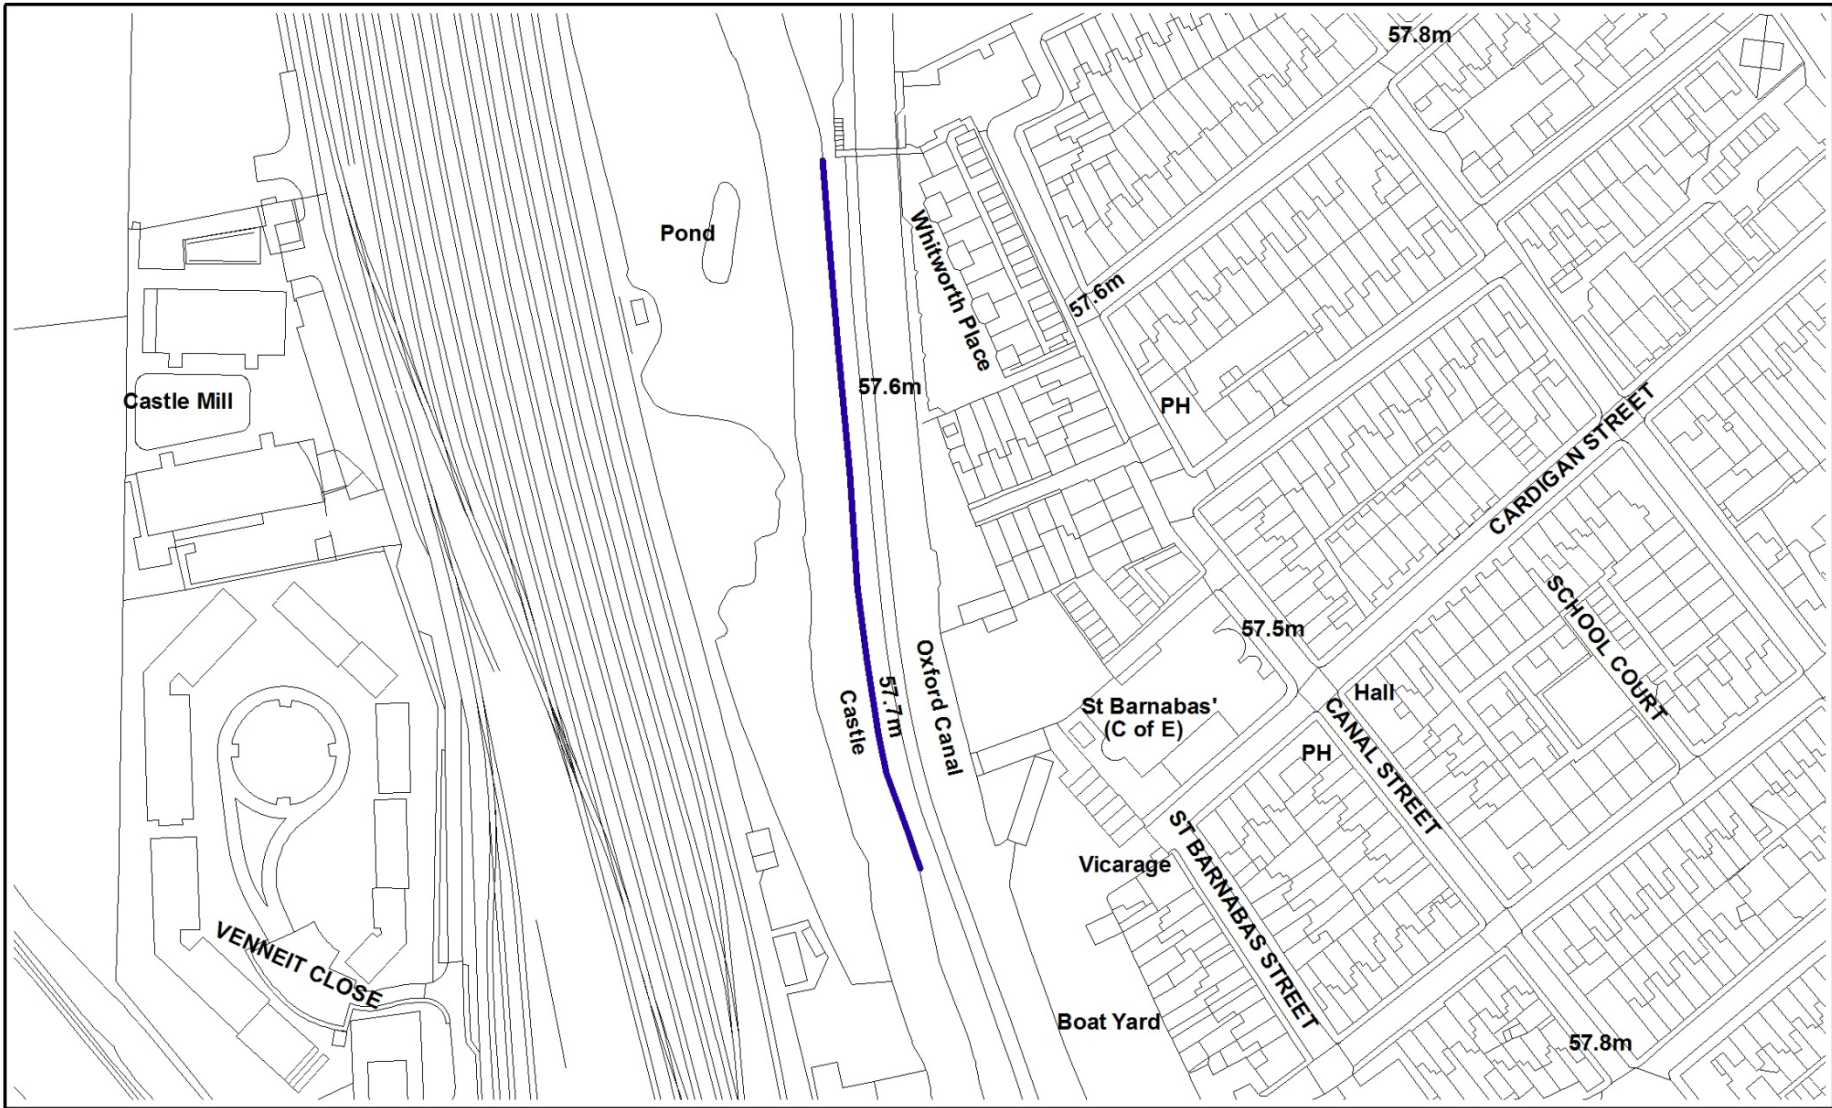 57.8m
Pond
Whitworth Place
57.6m
57.6m
Castle Mill
PH
CARDIGAN STREET
SCHOOL COURT
57.5m
Oxford Canal
57.7m
Castle
St Barnabas'
(C of E)
Hall
CANAL STREET
PH
ST BARNABAS STREET
Vicarage
VENNEIT CLOSE
Boat Yard
57.8m